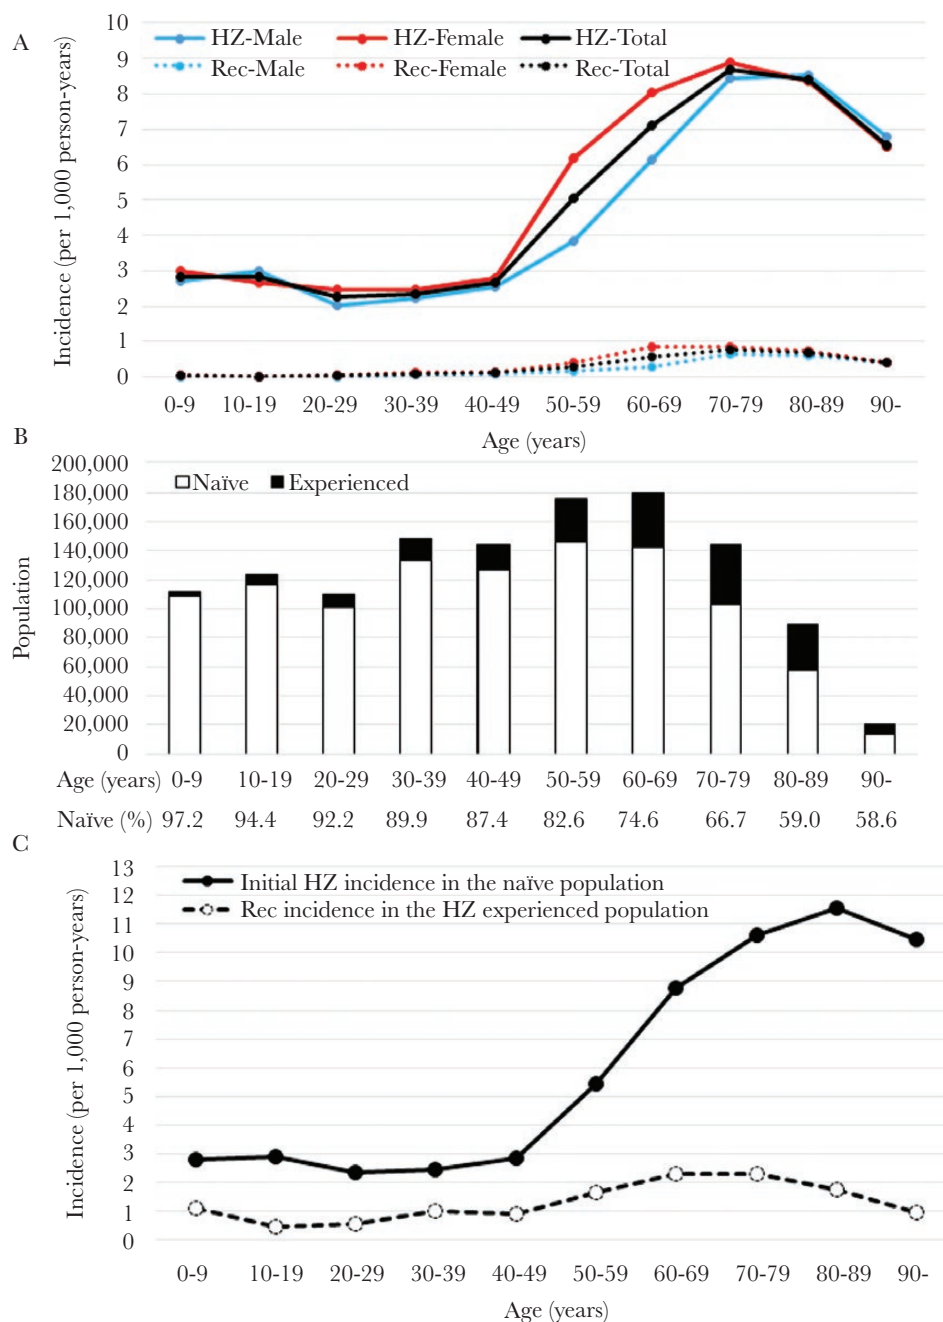 A
HZ-Male HZ-Female HZ-Total
Rec-Male Rec-Female Rec-Total
Incidence (per 1,000 person-years)
10
9
8
7
6
5
4
3
2
1
0
0-9 10-19 20-29 30-39 40-49 50-59 60-69 70-79 80-89 90-
Age (years)
B
Naïve Experienced
Population
200,000
180,000
160,000
140,000
120,000
100,000
80,000
60,000
40,000
20,000
0
Age (years) 0-9 10-19 20-29 30-39 40-49 50-59 60-69 70-79 80-89 90-
Naïve (%) 97.2 94.4 92.2 89.9 87.4 82.6 74.6 66.7 59.0 58.6
C
Initial HZ incidence in the naïve population
Rec incidence in the HZ experienced population
Incidence (per 1,000 person-years)
13
12
11
10
9
8
7
6
5
4
3
2
1
0
0-9 10-19 20-29 30-39 40-49 50-59 60-69 70-79 80-89 90-
Age (years)